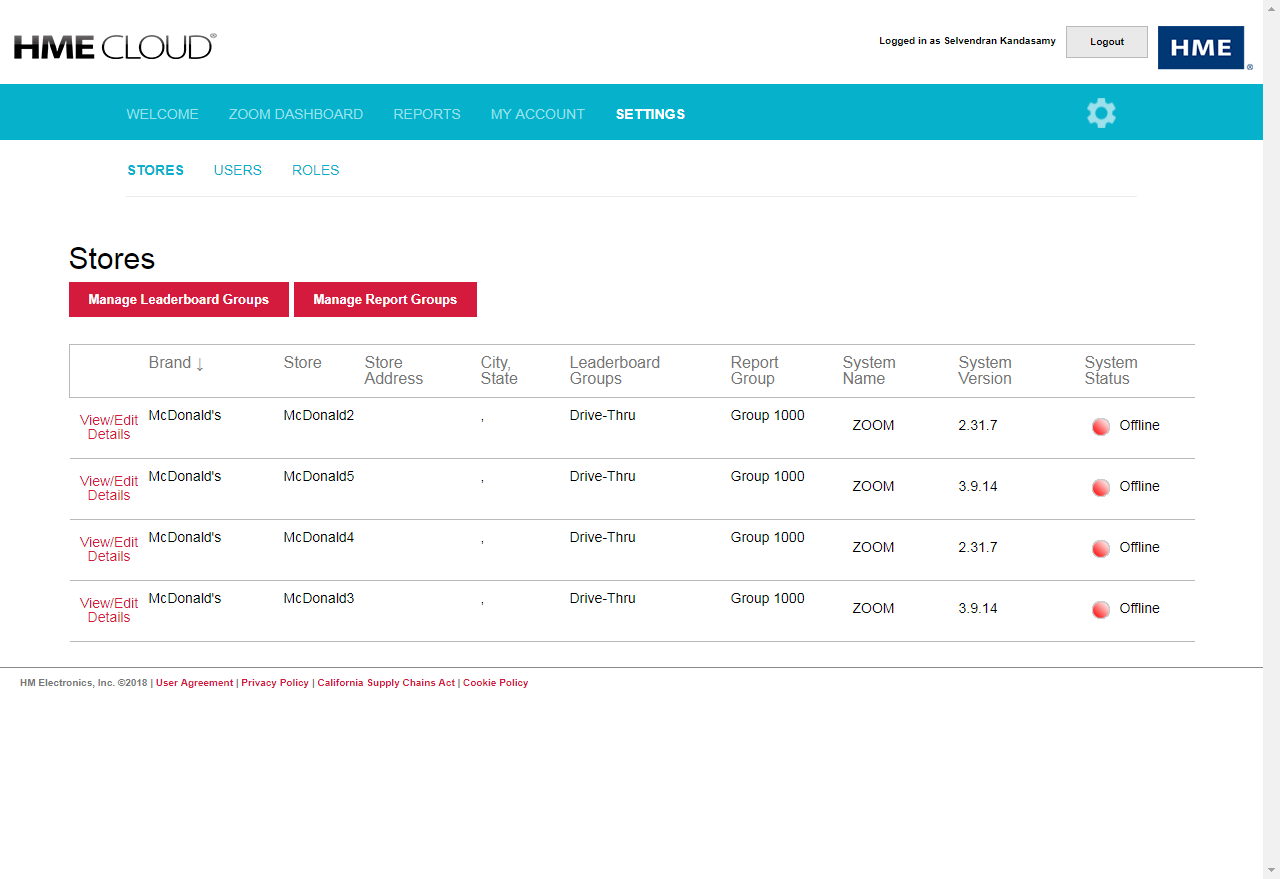 HME CLOUD®
Logged in as Selvendran Kandasamy
Logout
HME®
WELCOME ZOOM DASHBOARD REPORTS MY ACCOUNT SETTINGS
STORES USERS ROLES
Stores
Manage Leaderboard Groups Manage Report Groups
Brand ↓ Store Store Address City, State Leaderboard Groups Report Group System Name System Version System Status
View/Edit Details McDonald's McDonald2 , Drive-Thru Group 1000 ZOOM 2.31.7 Offline
View/Edit Details McDonald's McDonald5 , Drive-Thru Group 1000 ZOOM 3.9.14 Offline
View/Edit Details McDonald's McDonald4 , Drive-Thru Group 1000 ZOOM 2.31.7 Offline
View/Edit Details McDonald's McDonald3 , Drive-Thru Group 1000 ZOOM 3.9.14 Offline
HM Electronics, Inc. ©2018 | User Agreement | Privacy Policy | California Supply Chains Act | Cookie Policy